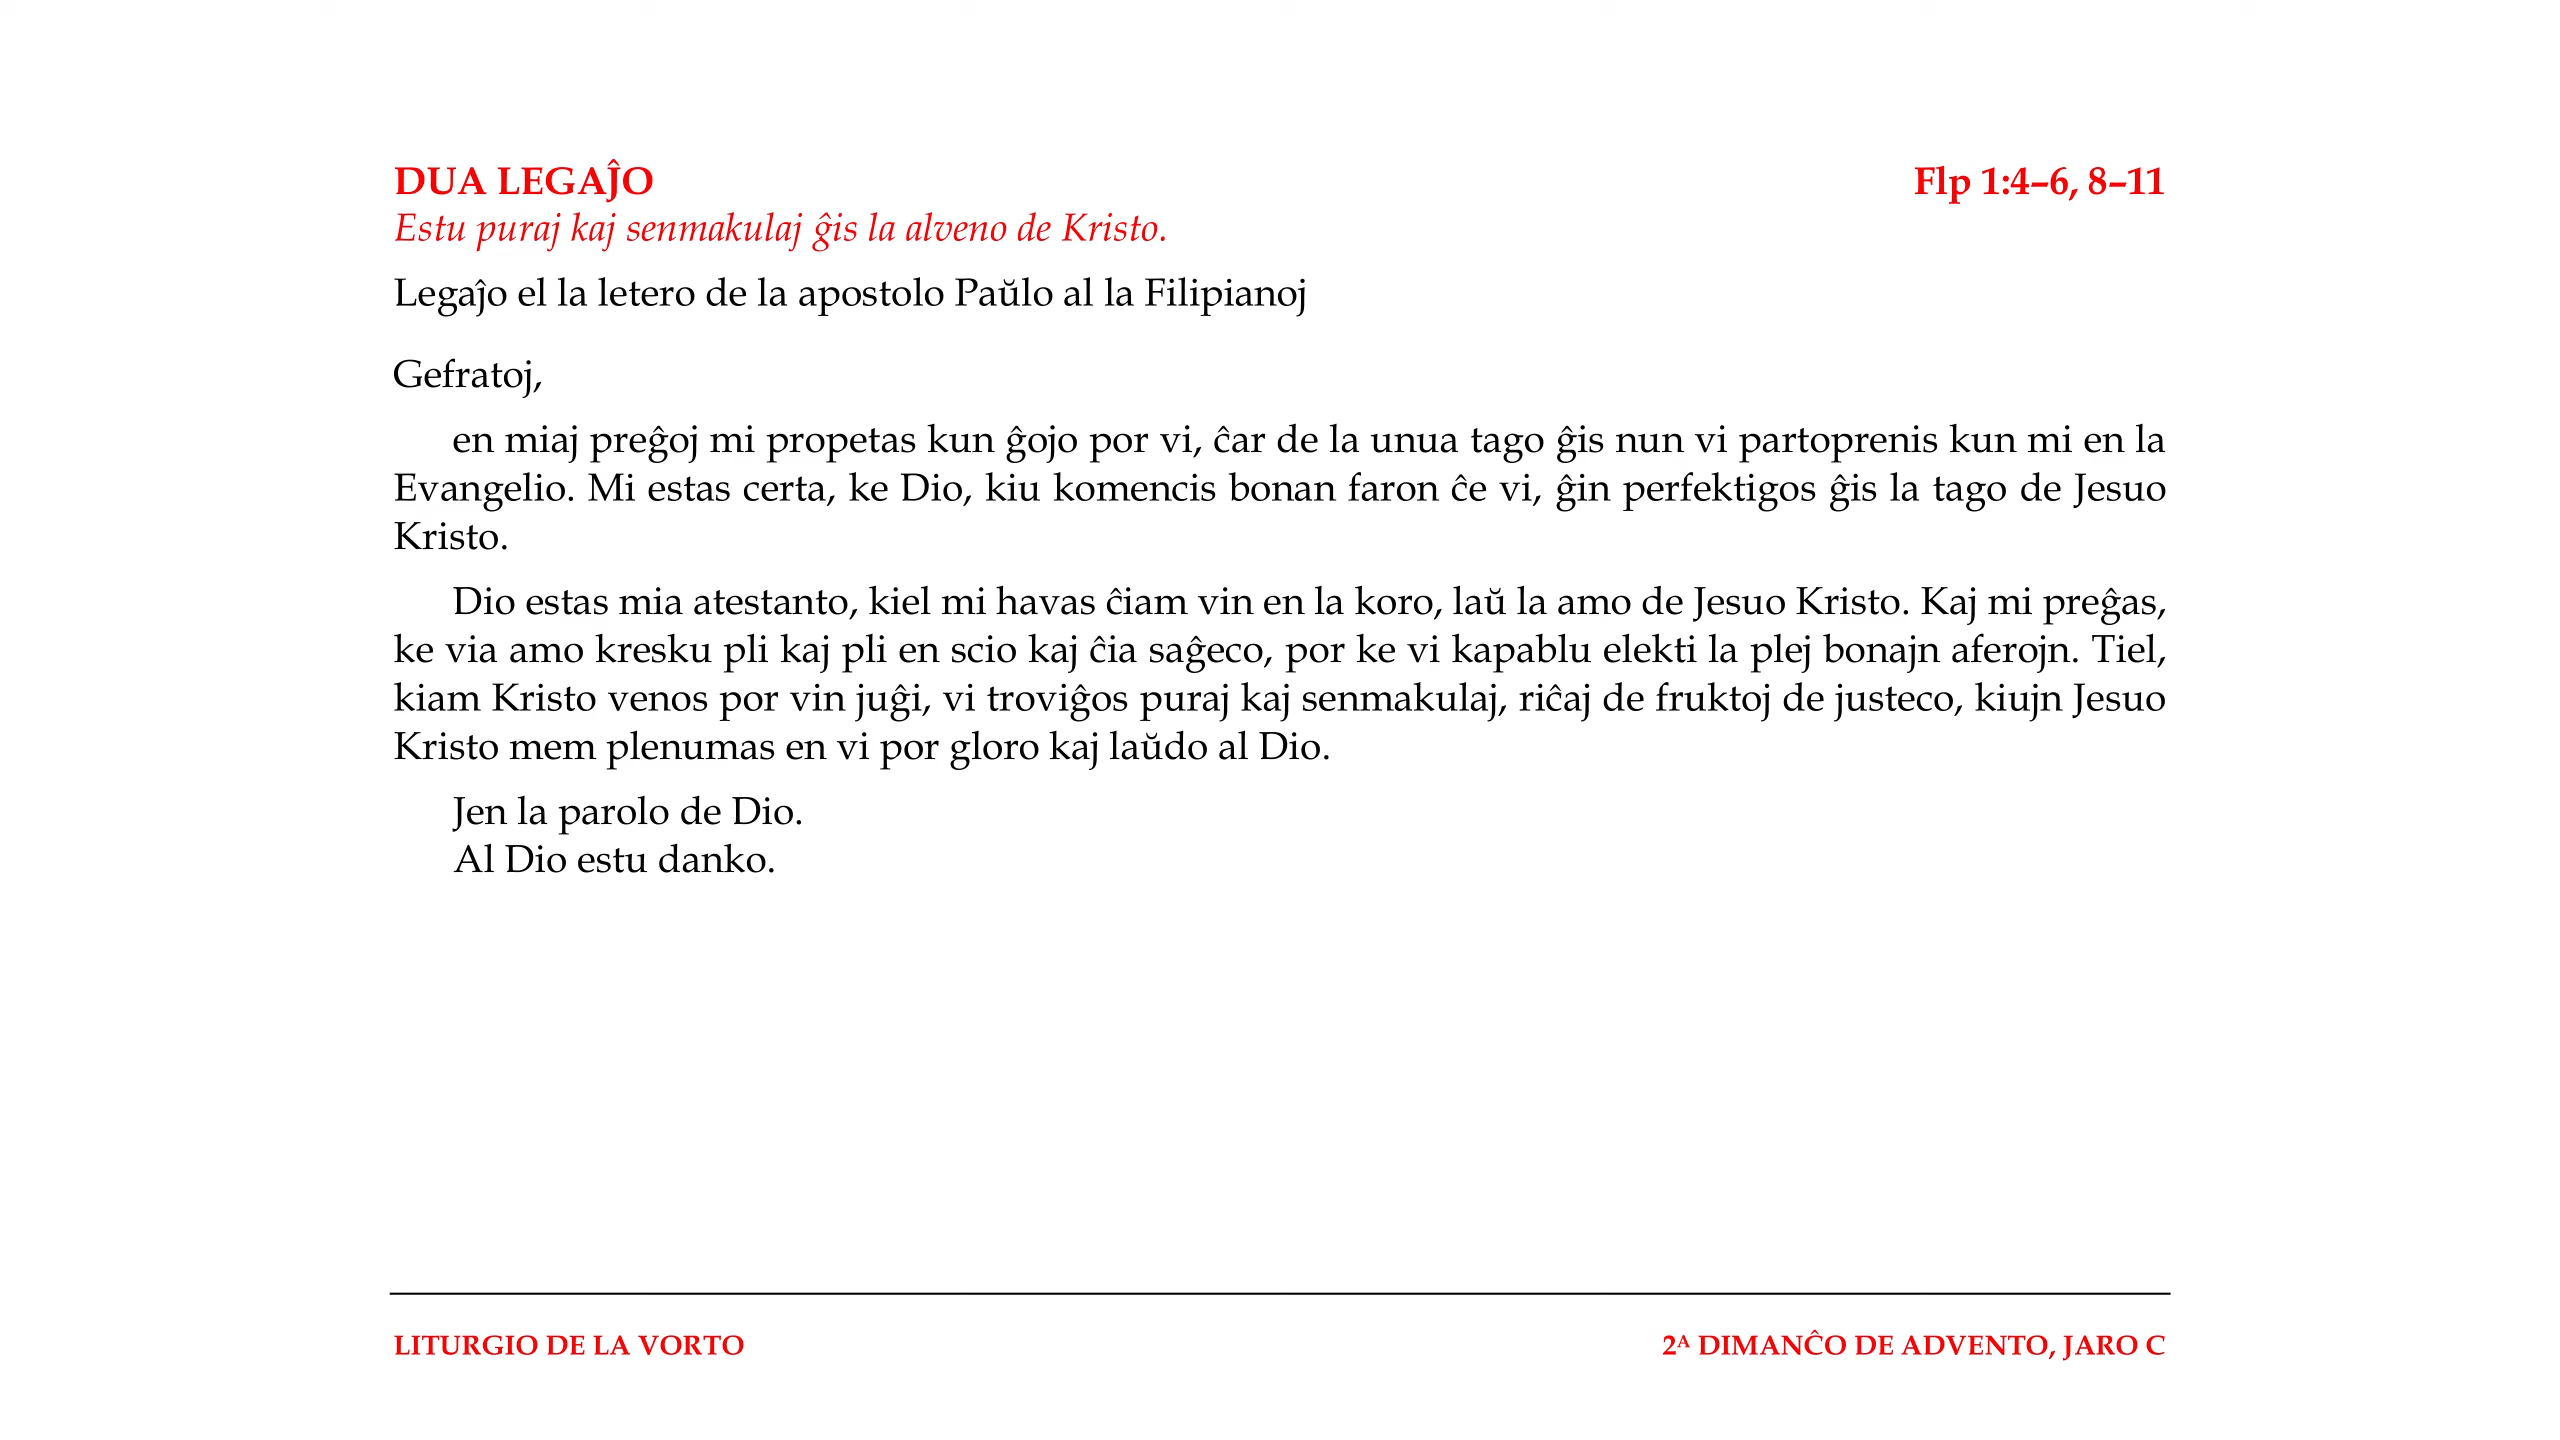 DUA LEGAĴO Flp 1:4–6, 8–11
Estu puraj kaj senmakulaj ĝis la alveno de Kristo.
Legaĵo el la letero de la apostolo Paŭlo al la Filipianoj
Gefratoj,
en miaj preĝoj mi propetas kun ĝojo por vi, ĉar de la unua tago ĝis nun vi partoprenis kun mi en la
Evangelio. Mi estas certa, ke Dio, kiu komencis bonan faron ĉe vi, ĝin perfektigos ĝis la tago de Jesuo
Kristo.
Dio estas mia atestanto, kiel mi havas ĉiam vin en la koro, laŭ la amo de Jesuo Kristo. Kaj mi preĝas,
ke via amo kresku pli kaj pli en scio kaj ĉia saĝeco, por ke vi kapablu elekti la plej bonajn aferojn. Tiel,
kiam Kristo venos por vin juĝi, vi troviĝos puraj kaj senmakulaj, riĉaj de fruktoj de justeco, kiujn Jesuo
Kristo mem plenumas en vi por gloro kaj laŭdo al Dio.
Jen la parolo de Dio.
Al Dio estu danko.
LITURGIO DE LA VORTO 2ᴬ DIMANĈO DE ADVENTO, JARO C